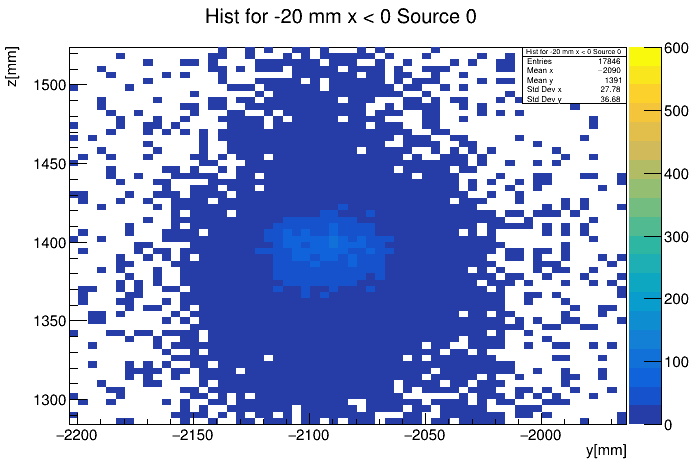 Hist for -20 mm x < 0 Source 0
z[mm]
Hist for -20 mm x < 0 Source 0
Entries 17846
Mean x −2090
Mean y 1391
Std Dev x 27.78
Std Dev y 36.68
1500
1450
1400
1350
1300
600
500
400
300
200
100
0
−2200 −2150 −2100 −2050 −2000
y[mm]